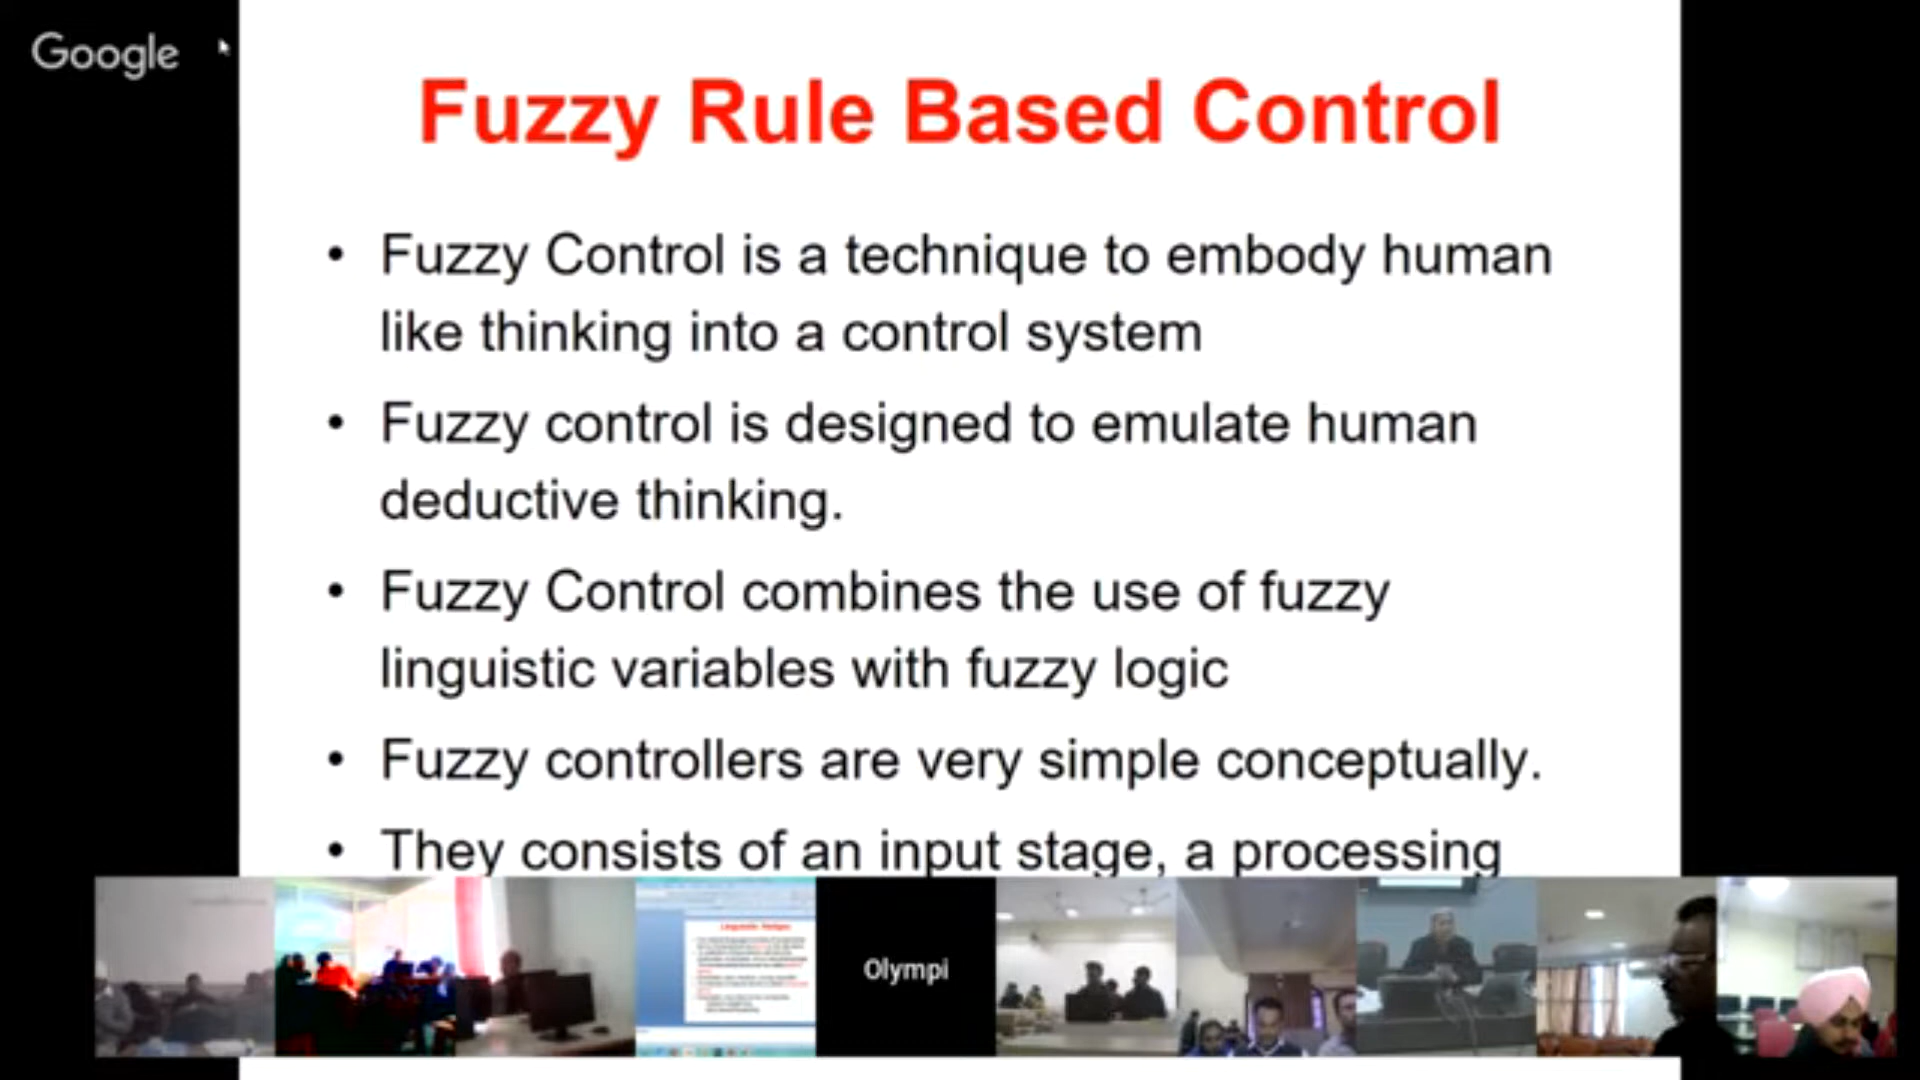 Google
Fuzzy Rule Based Control
• Fuzzy Control is a technique to embody human
like thinking into a control system
• Fuzzy control is designed to emulate human
deductive thinking.
• Fuzzy Control combines the use of fuzzy
linguistic variables with fuzzy logic
• Fuzzy controllers are very simple conceptually.
• They consists of an input stage, a processing
Olympi